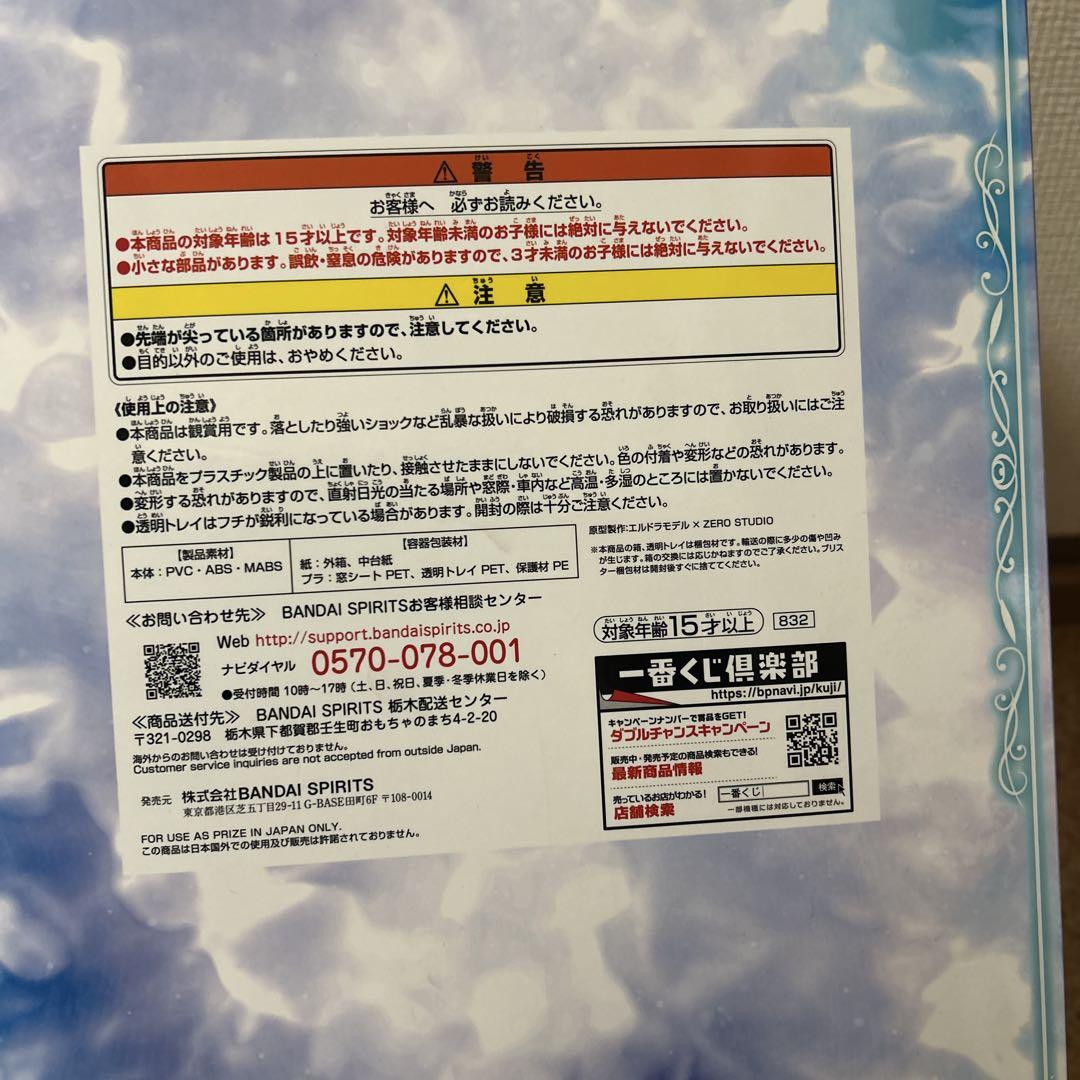 ⚠ 警告
お客様へ 必ずお読みください。
●本商品の対象年齢は15才以上です。対象年齢未満のお子様には絶対に与えないでください。
●小さな部品があります。誤飲・窒息の危険がありますので、3才未満のお子様には絶対に与えないでください。
⚠ 注意
●先端が尖っている箇所がありますので、注意してください。
●目的以外のご使用は、おやめください。
《使用上の注意》
●本商品は観賞用です。落としたり強いショックなど乱暴な扱いにより破損する恐れがありますので、お取り扱いにはご注
意ください。
●本商品をプラスチック製品の上に置いたり、接触させたままにしないでください。色の付着や変形などの恐れがあります。
●変形する恐れがありますので、直射日光の当たる場所や窓際・車内など高温・多湿のところには置かないでください。
●透明トレイはフチが鋭利になっている場合があります。開封の際は十分ご注意ください。
【製品素材】
本体:PVC・ABS・MABS
【容器包装材】
紙:外箱、中台紙
プラ:窓シートPET、透明トレイPET、保護材PE
原型製作:エルドラモデル×ZERO STUDIO
※本商品の箱、透明トレイは梱包材です。輸送の際に多少の傷や凹み
が生じます。箱の交換には応じかねますのでご了承ください。ブリス
ター梱包材は開封後すぐに捨ててください。
≪お問い合わせ先≫ BANDAI SPIRITSお客様相談センター
Web http://support.bandaispirits.co.jp
ナビダイヤル 0570-078-001
●受付時間 10時～17時(土、日、祝日、夏季・冬季休業日を除く)
≪商品送付先≫ BANDAI SPIRITS 栃木配送センター
〒321-0298 栃木県下都賀郡壬生町おもちゃのまち4-2-20
海外からのお問い合わせは受け付けておりません。
Customer service inquiries are not accepted from outside Japan.
発売元 株式会社BANDAI SPIRITS
東京都港区芝五丁目29-11 G-BASE田町6F 〒108-0014
FOR USE AS PRIZE IN JAPAN ONLY.
この商品は日本国外での使用及び販売は許諾されておりません。
対象年齢15才以上 832
一番くじ倶楽部
https://bpnavi.jp/kuji/
キャンペーンナンバーで賞品をGET!
ダブルチャンスキャンペーン
販売中・発売予定の商品検索もできる!
最新商品情報
売っているお店がわかる!
店舗検索
一番くじ 検索
一部機種には対応しておりません。